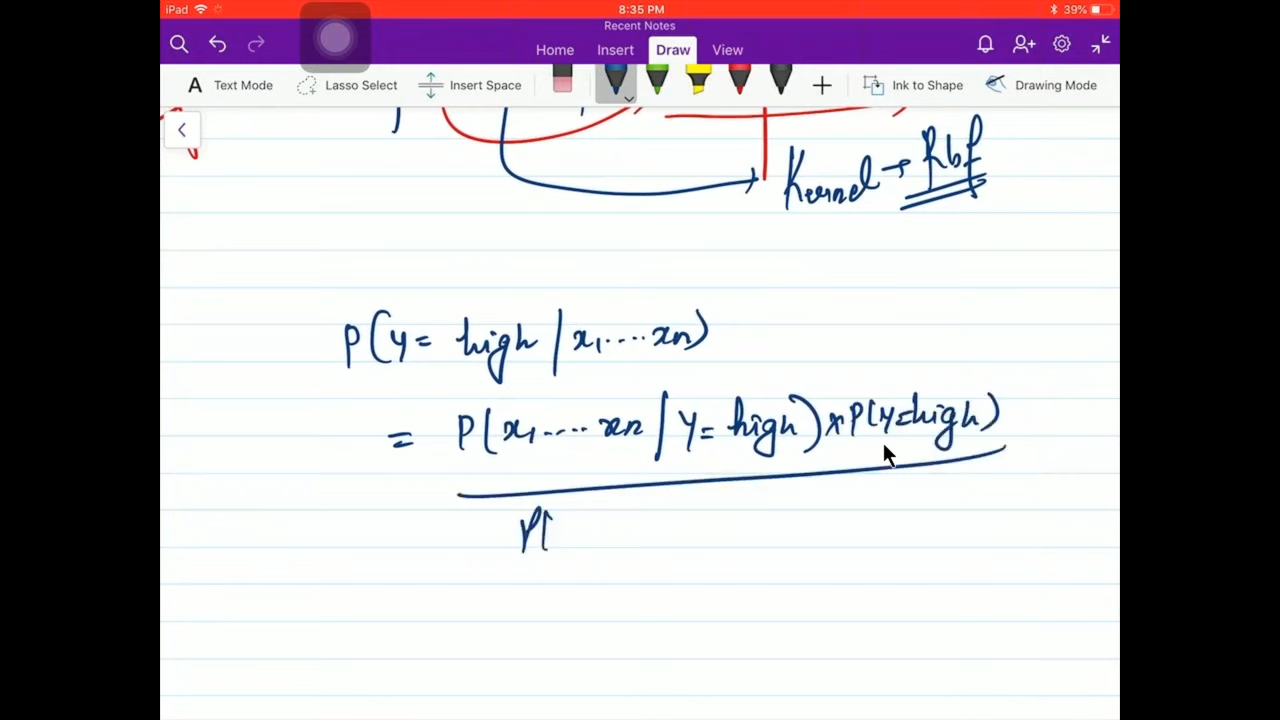 iPad 8:35 PM 39%
Recent Notes
Home Insert Draw View
Text Mode Lasso Select Insert Space Ink to Shape Drawing Mode
Kernel → Rbf
P(y= high / x1....xn)
= P(x1....xn / y= high) * P(y=high)
P(